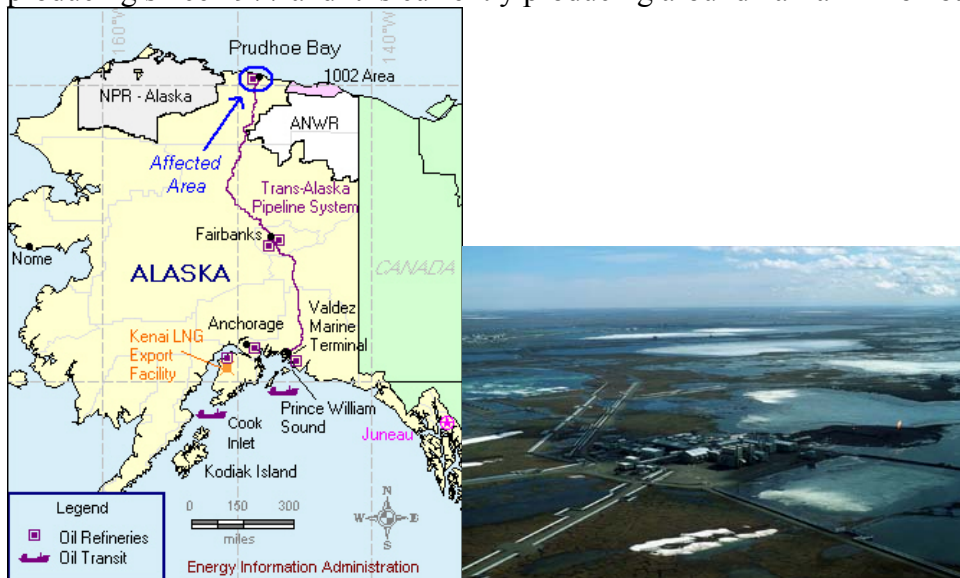 160°W
140°W
Prudhoe Bay
1002 Area
NPR - Alaska
ANWR
Affected
Area
Trans-Alaska
Pipeline System
Fairbanks
Nome
ALASKA
CANADA
Valdez
Marine
Terminal
Anchorage
Kenai LNG
Export
Facility
Prince William
Sound
Cook
Inlet
Juneau
Kodiak Island
Legend
Oil Refineries
Oil Transit
0 150 300
miles
N
W E
S
Energy Information Administration